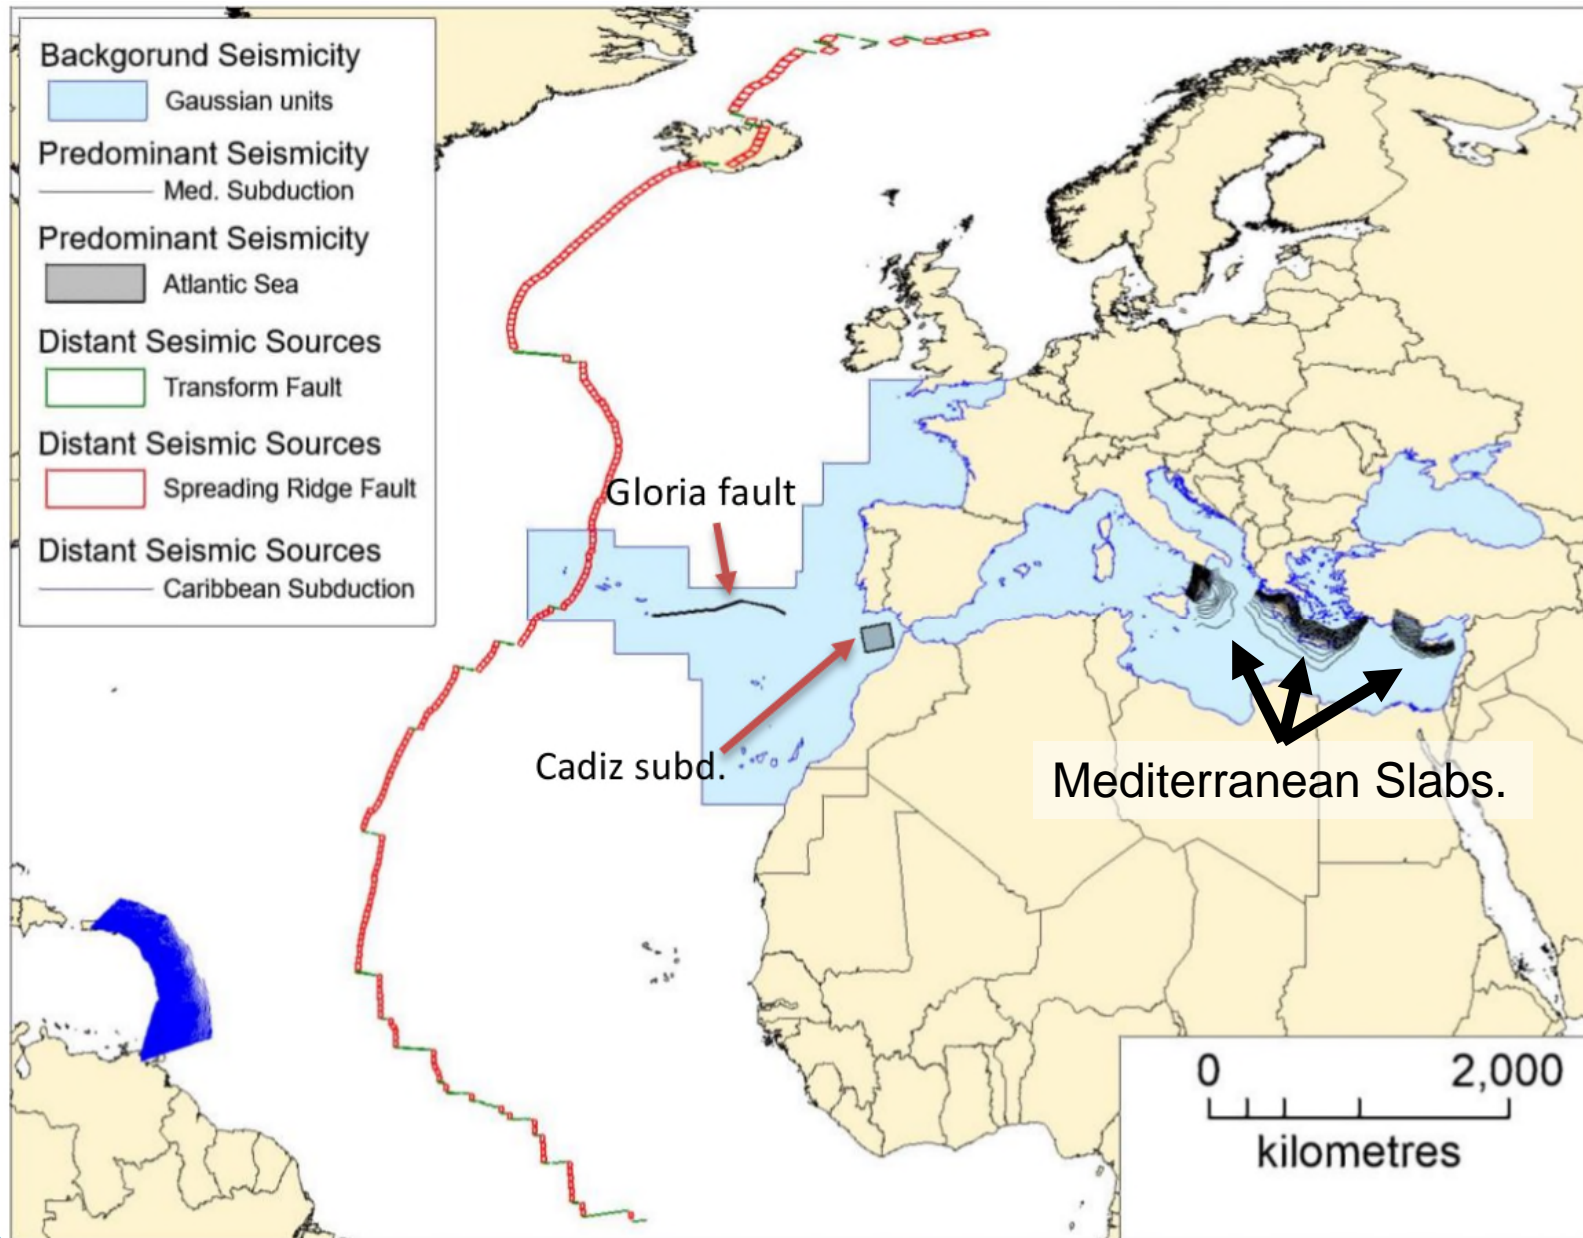 Backgorund Seismicity
Gaussian units
Predominant Seismicity
Med. Subduction
Predominant Seismicity
Atlantic Sea
Distant Sesimic Sources
Transform Fault
Distant Seismic Sources
Spreading Ridge Fault
Distant Seismic Sources
Caribbean Subduction
Gloria fault
Cadiz subd.
Mediterranean Slabs.
0 2,000
kilometres